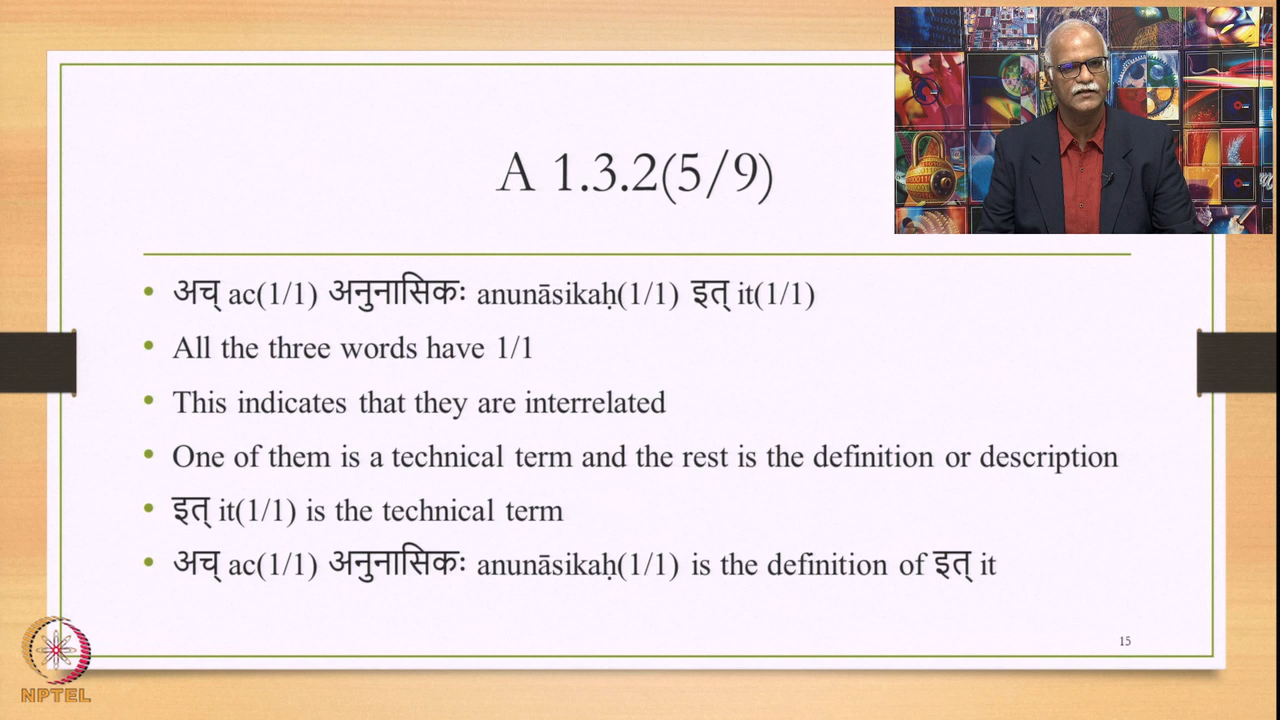 A 1.3.2(5/9)
• अच् ac(1/1) अनुनासिकः anunāsikaḥ(1/1) इत् it(1/1)
• All the three words have 1/1
• This indicates that they are interrelated
• One of them is a technical term and the rest is the definition or description
• इत् it(1/1) is the technical term
• अच् ac(1/1) अनुनासिकः anunāsikaḥ(1/1) is the definition of इत् it
15
NPTEL